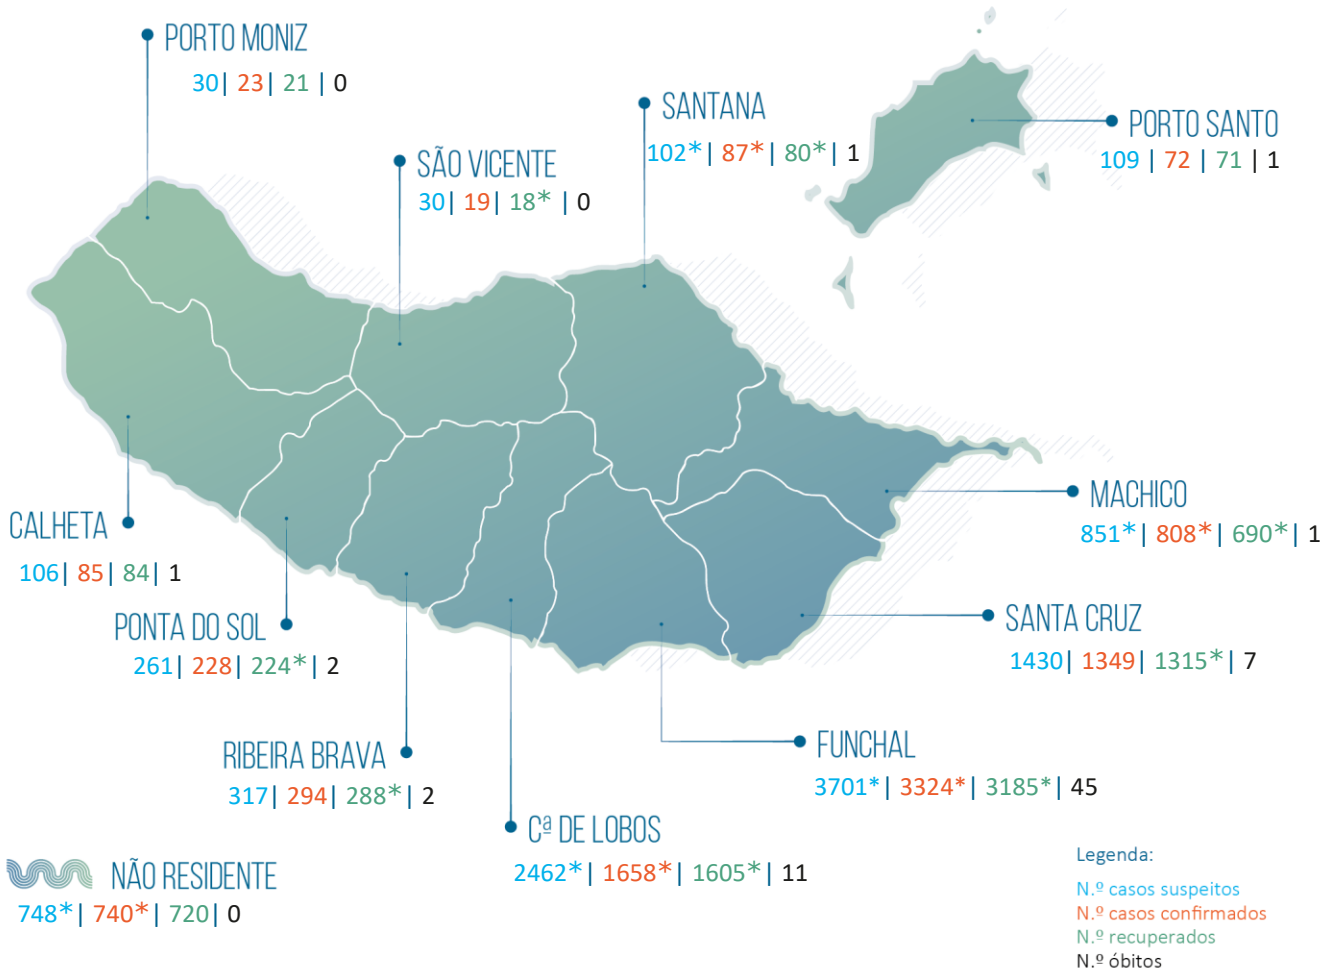 PORTO MONIZ
30| 23| 21 | 0
SANTANA
102*| 87*| 80*| 1
PORTO SANTO
109 | 72 | 71 | 1
SÃO VICENTE
30| 19| 18* | 0
MACHICO
851*| 808*| 690*| 1
CALHETA
106| 85| 84| 1
PONTA DO SOL
261| 228| 224*| 2
SANTA CRUZ
1430| 1349| 1315*| 7
RIBEIRA BRAVA
317| 294| 288*| 2
FUNCHAL
3701*| 3324*| 3185*| 45
Cª DE LOBOS
2462*| 1658*| 1605*| 11
NÃO RESIDENTE
748*| 740*| 720| 0
Legenda:
N.º casos suspeitos
N.º casos confirmados
N.º recuperados
N.º óbitos